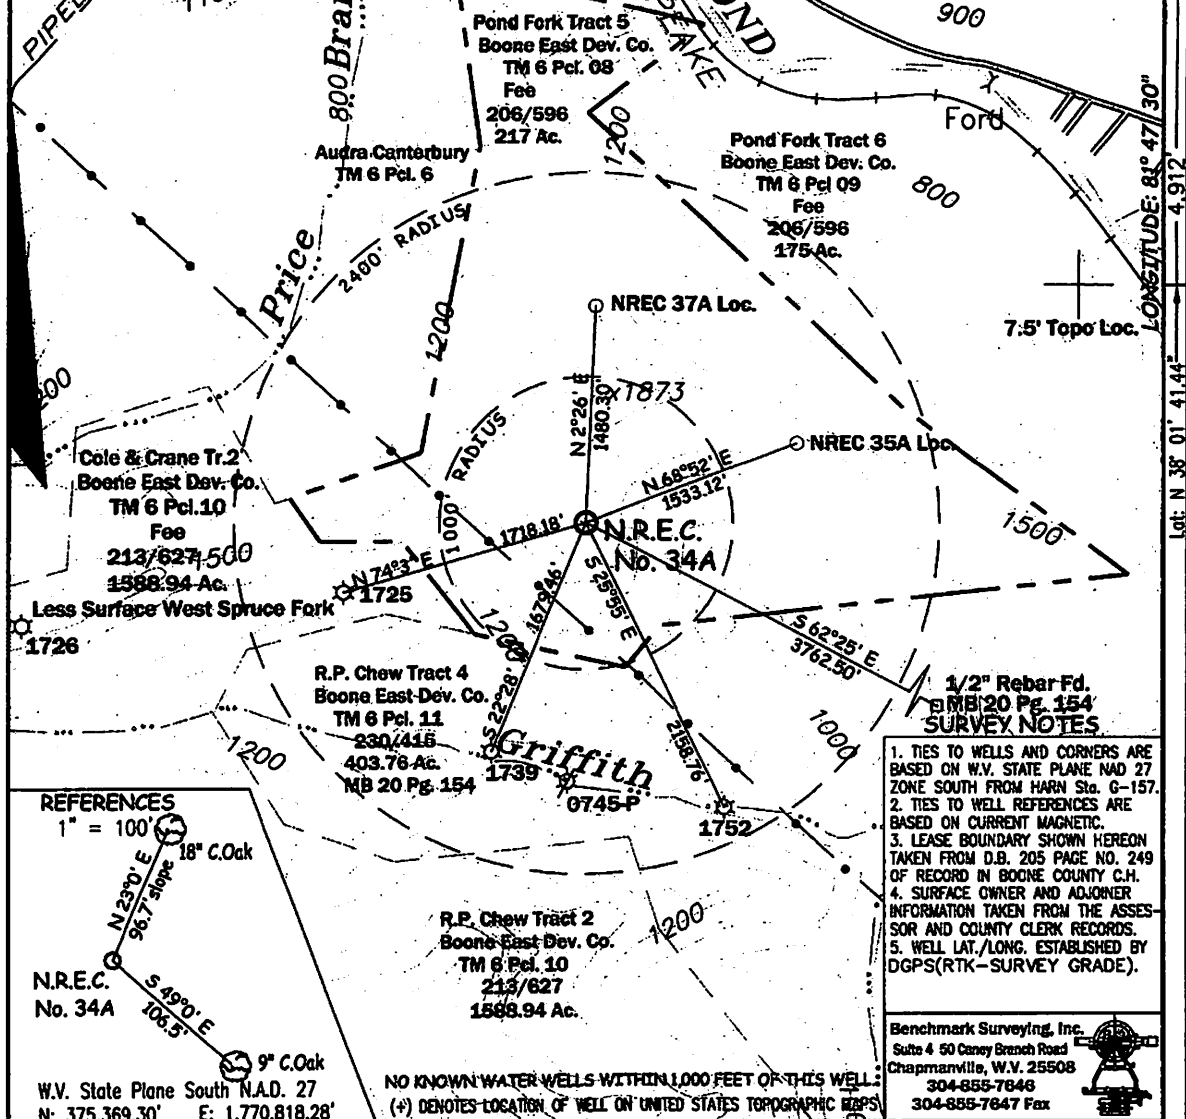 900
OND
LAKE
800 Bra
Pond Fork Tract 5
Boone East Dev. Co.
TM 6 Pcl. 08
Fee
206/596
217 Ac.
1200
Ford
Audra Canterbury
TM 6 Pcl. 6
Pond Fork Tract 6
Boone East Dev. Co.
TM 6 Pcl 09
Fee
206/596
175 Ac.
800
LONGITUDE: 81° 47' 30"
4,912'
2400' RADIUS
Price
1200
NREC 37A Loc.
7.5' Topo Loc.
Lat: N 38° 01' 41.44"
N 2°26' E
1480.30'
x1873
1000' RADIUS
NREC 35A Loc.
N 68°52' E
1533.12'
Cole & Crane Tr.2
Boone East Dev. Co.
TM 6 Pcl.10
Fee
213/627
1588.94 Ac.
Less Surface West Spruce Fork
1500
1718.18'
N 74°3' E
N.R.E.C.
No. 34A
1500
1725
1726
1679.46'
S 22°28'
S 25°55' E
2158.76'
S 62°25' E
3762.50'
1/2" Rebar Fd.
MB 20 Pg. 154
R.P. Chew Tract 4
Boone East Dev. Co.
TM 6 Pcl. 11
230/415
403.76 Ac.
MB 20 Pg. 154
1200
Griffith
1739
0745-P
1752
1000
SURVEY NOTES
1. TIES TO WELLS AND CORNERS ARE
BASED ON W.V. STATE PLANE NAD 27
ZONE SOUTH FROM HARN Sta. G-157.
2. TIES TO WELL REFERENCES ARE
BASED ON CURRENT MAGNETIC.
3. LEASE BOUNDARY SHOWN HEREON
TAKEN FROM D.B. 205 PAGE NO. 249
OF RECORD IN BOONE COUNTY C.H.
4. SURFACE OWNER AND ADJOINER
INFORMATION TAKEN FROM THE ASSES-
SOR AND COUNTY CLERK RECORDS.
5. WELL LAT./LONG. ESTABLISHED BY
DGPS(RTK-SURVEY GRADE).
REFERENCES
1" = 100'
18" C.Oak
N 23°0' E
96.7' slope
N.R.E.C.
No. 34A
S 49°0' E
106.5'
9" C.Oak
W.V. State Plane South N.A.D. 27
N: 375,369.30' E: 1,770,818.28'
R.P. Chew Tract 2
Boone East Dev. Co.
TM 6 Pcl. 10
213/627
1588.94 Ac.
1200
NO KNOWN WATER WELLS WITHIN 1,000 FEET OF THIS WELL.
(+) DENOTES LOCATION OF WELL ON UNITED STATES TOPOGRAPHIC MAPS
Benchmark Surveying, Inc.
Suite 4 50 Caney Branch Road
Chapmanville, W.V. 25508
304-855-7646
304-855-7647 Fax